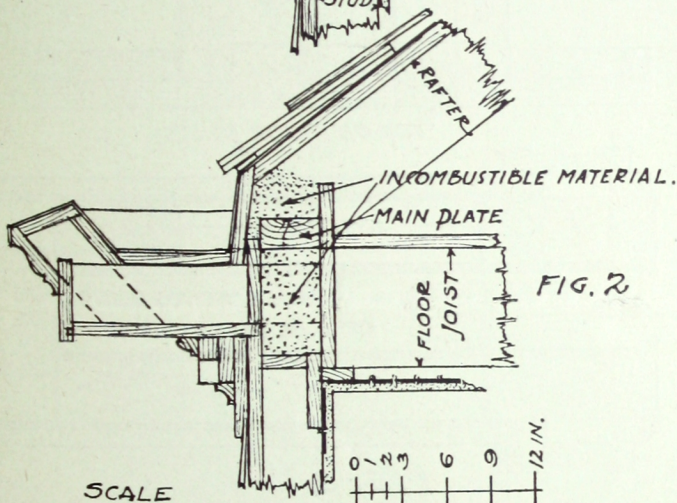 STUD
RAFTER
INCOMBUSTIBLE MATERIAL.
MAIN PLATE
FLOOR
JOIST
FIG. 2
SCALE
0 1 2 3 6 9 12 IN.